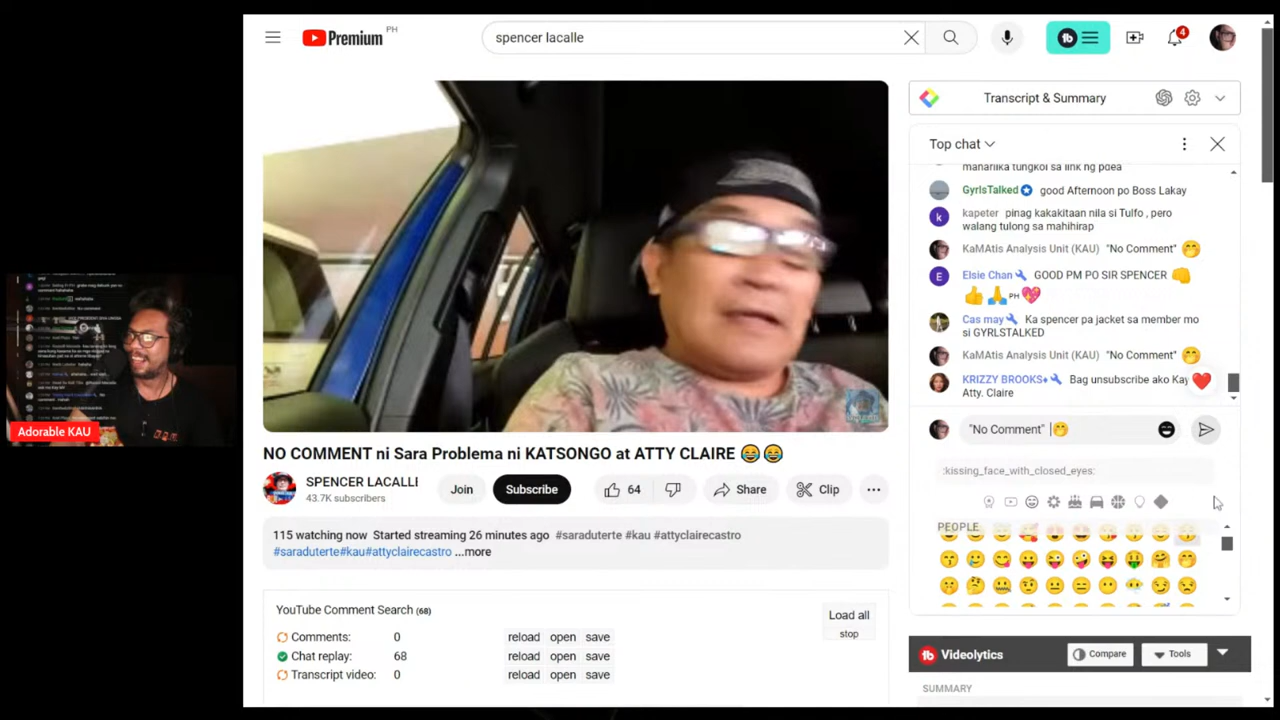 Premium PH
spencer lacalle
4
Transcript & Summary
Top chat
maharlika tungkol sa link ng pdea
GyrlsTalked good Afternoon po Boss Lakay
kapeter pinag kakakitaan nila si Tulfo , pero
walang tulong sa mahihirap
KaMAtis Analysis Unit (KAU) "No Comment" 🤭
Elsie Chan GOOD PM PO SIR SPENCER 👊
👍🙏PH💖
Cas may Ka spencer pa jacket sa member mo
si GYRLSTALKED
KaMAtis Analysis Unit (KAU) "No Comment" 🤭
KRIZZY BROOKS♦ Bag unsubscribe ako Kay
Atty. Claire
"No Comment" 🤭
:kissing_face_with_closed_eyes:
PEOPLE
Adorable KAU
NO COMMENT ni Sara Problema ni KATSONGO at ATTY CLAIRE 😂😂
SPENCER LACALLE
43.7K subscribers
Join
Subscribe
64
Share
Clip
115 watching now Started streaming 26 minutes ago #saraduterte #kau #attyclairecastro
#saraduterte#kau#attyclairecastro ...more
YouTube Comment Search (68)
Load all
stop
Comments: 0 reload open save
Chat replay: 68 reload open save
Transcript video: 0 reload open save
Videolytics
Compare
Tools
SUMMARY